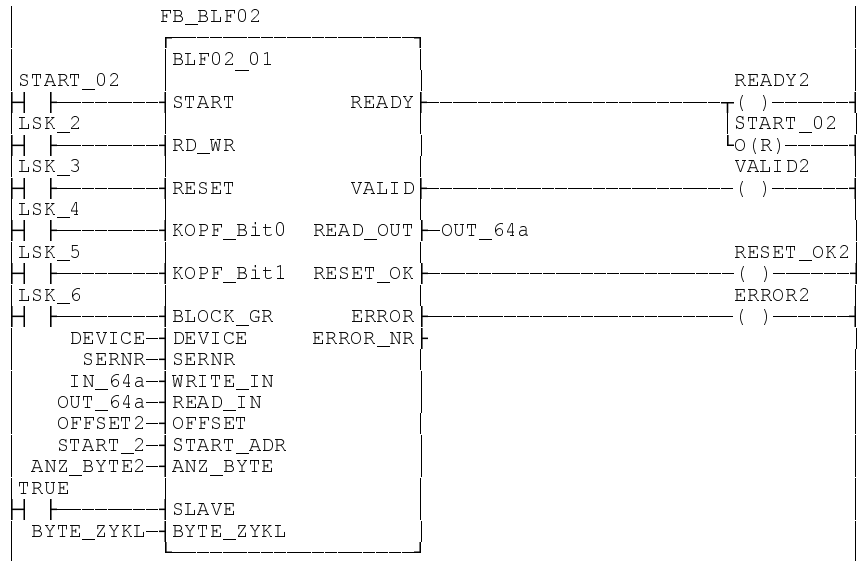 FB_BLF02
BLF02_01
START_02 READY2
START READY ( )
LSK_2 START_02
RD_WR O(R)
LSK_3 VALID2
RESET VALID ( )
LSK_4
KOPF_Bit0 READ_OUT OUT_64a
LSK_5 RESET_OK2
KOPF_Bit1 RESET_OK ( )
LSK_6 ERROR2
BLOCK_GR ERROR ( )
DEVICE DEVICE ERROR_NR
SERNR SERNR
IN_64a WRITE_IN
OUT_64a READ_IN
OFFSET2 OFFSET
START_2 START_ADR
ANZ_BYTE2 ANZ_BYTE
TRUE
SLAVE
BYTE_ZYKL BYTE_ZYKL